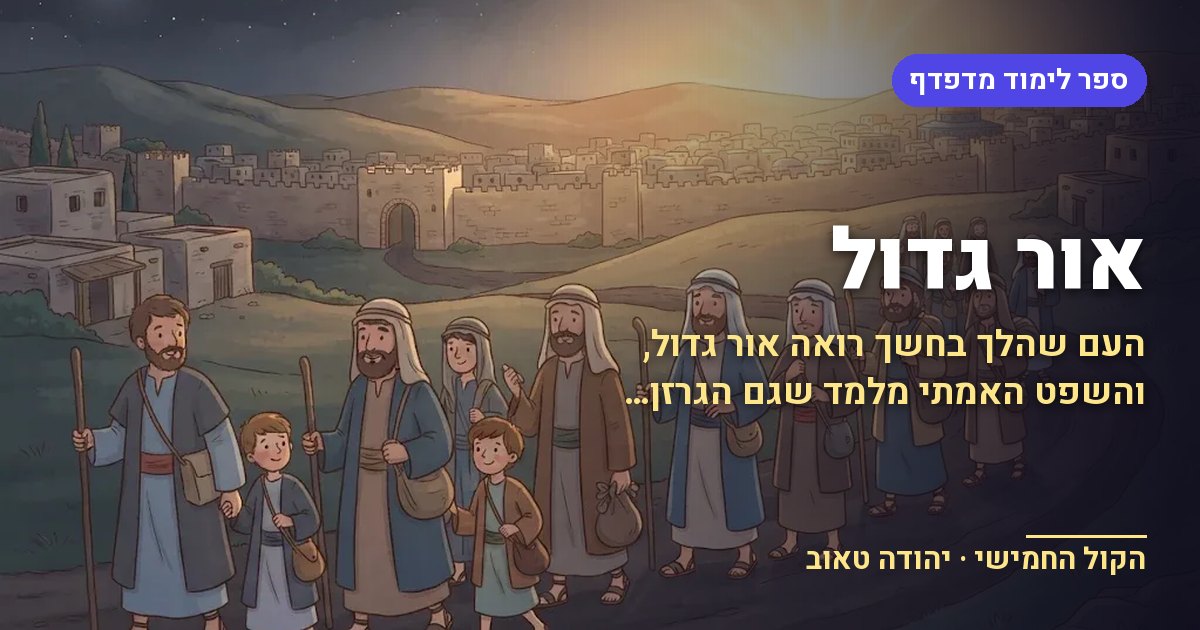 ספר לימוד מדפדף
אור גדול
העם שהלך בחשך רואה אור גדול,
והשפט האמתי מלמד שגם הגרזן...
הקול החמישי · יהודה טאוב